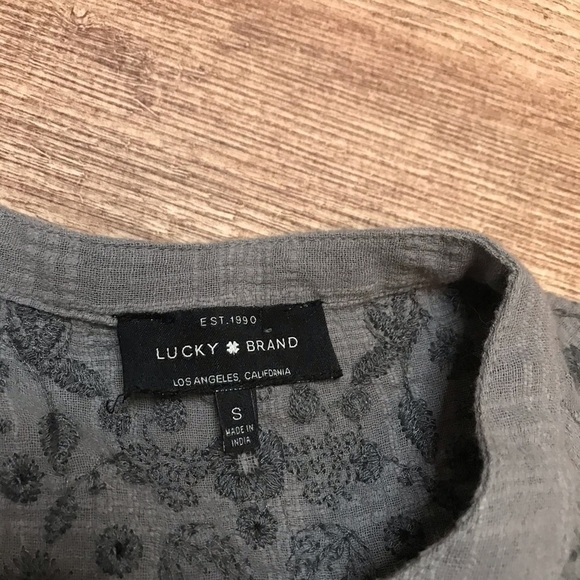 EST.1990
LUCKY BRAND
LOS ANGELES, CALIFORNIA
S
MADE IN
INDIA